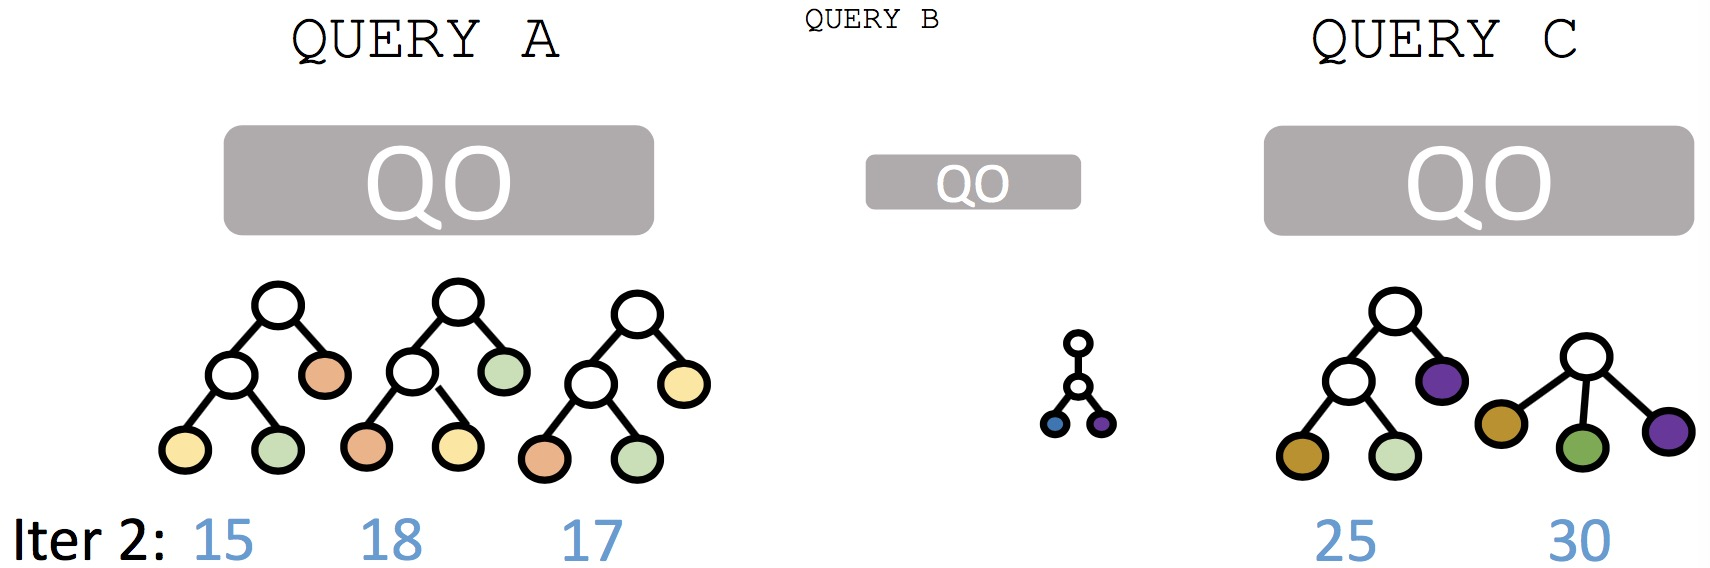 QUERY A
QUERY B
QUERY C
QO
QO
QO
Iter 2: 15 18 17 25 30